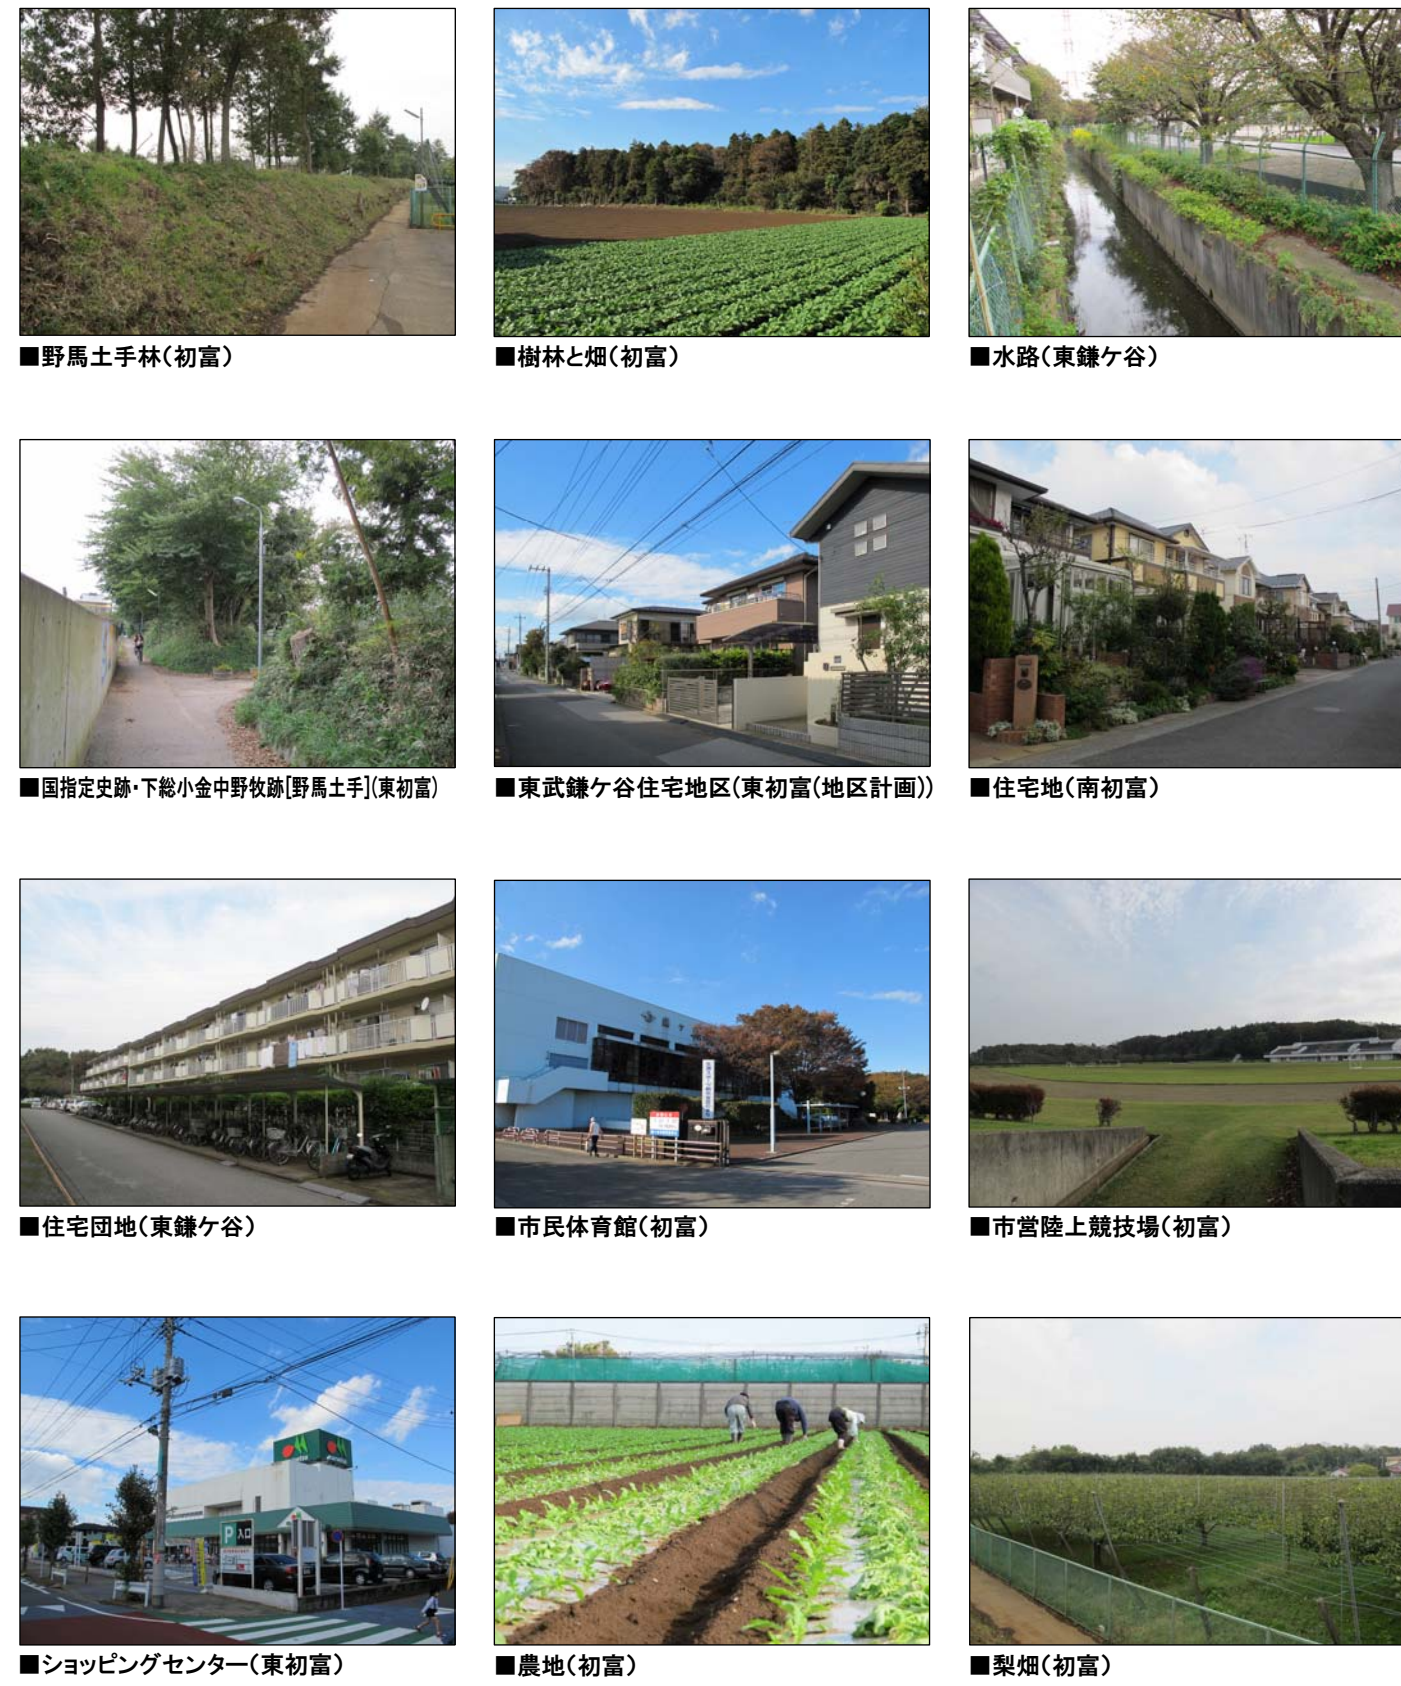 ■野馬土手林(初富)
■樹林と畑(初富)
■水路(東鎌ケ谷)
■国指定史跡・下総小金中野牧跡[野馬土手](東初富)
■東武鎌ケ谷住宅地区(東初富(地区計画))
■住宅地(南初富)
■住宅団地(東鎌ケ谷)
■市民体育館(初富)
■市営陸上競技場(初富)
P 入口
■ショッピングセンター(東初富)
■農地(初富)
■梨畑(初富)